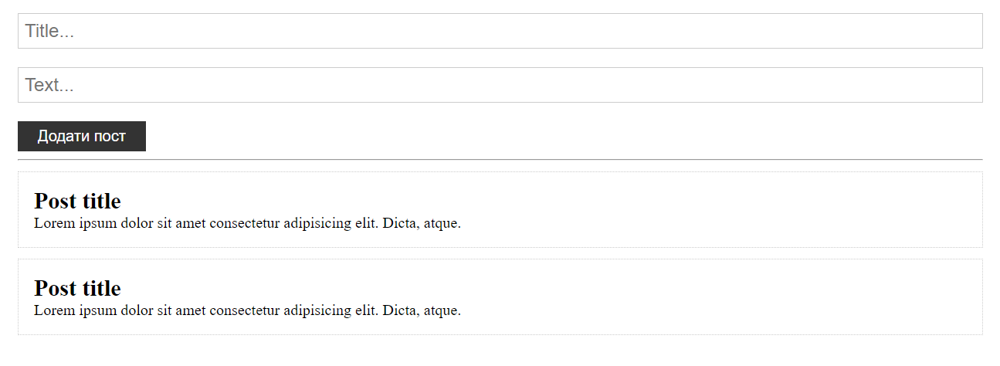 Title...
Text...
Додати пост
Post title
Lorem ipsum dolor sit amet consectetur adipisicing elit. Dicta, atque.
Post title
Lorem ipsum dolor sit amet consectetur adipisicing elit. Dicta, atque.